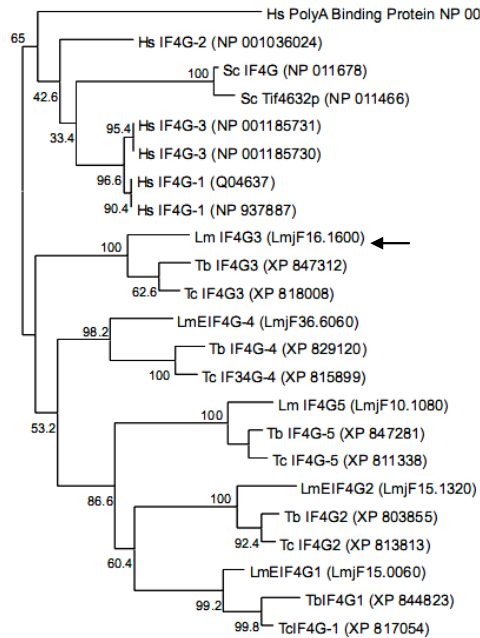 65
Hs PolyA Binding Protein NP 00
Hs IF4G-2 (NP 001036024)
42.6
Sc IF4G (NP 011678)
100
Sc Tif4632p (NP 011466)
33.4
95.4
Hs IF4G-3 (NP 001185731)
Hs IF4G-3 (NP 001185730)
96.6
Hs IF4G-1 (Q04637)
90.4
Hs IF4G-1 (NP 937887)
Lm IF4G3 (LmjF16.1600)
100
Tb IF4G3 (XP 847312)
62.6
Tc IF4G3 (XP 818008)
LmEIF4G-4 (LmjF36.6060)
98.2
Tb IF4G-4 (XP 829120)
100
Tc IF34G-4 (XP 815899)
53.2
Lm IF4G5 (LmjF10.1080)
100
Tb IF4G-5 (XP 847281)
Tc IF4G-5 (XP 811338)
86.6
LmEIF4G2 (LmjF15.1320)
100
Tb IF4G2 (XP 803855)
92.4
Tc IF4G2 (XP 813813)
60.4
LmEIF4G1 (LmjF15.0060)
99.2
TbIF4G1 (XP 844823)
99.8
TcIF4G-1 (XP 817054)